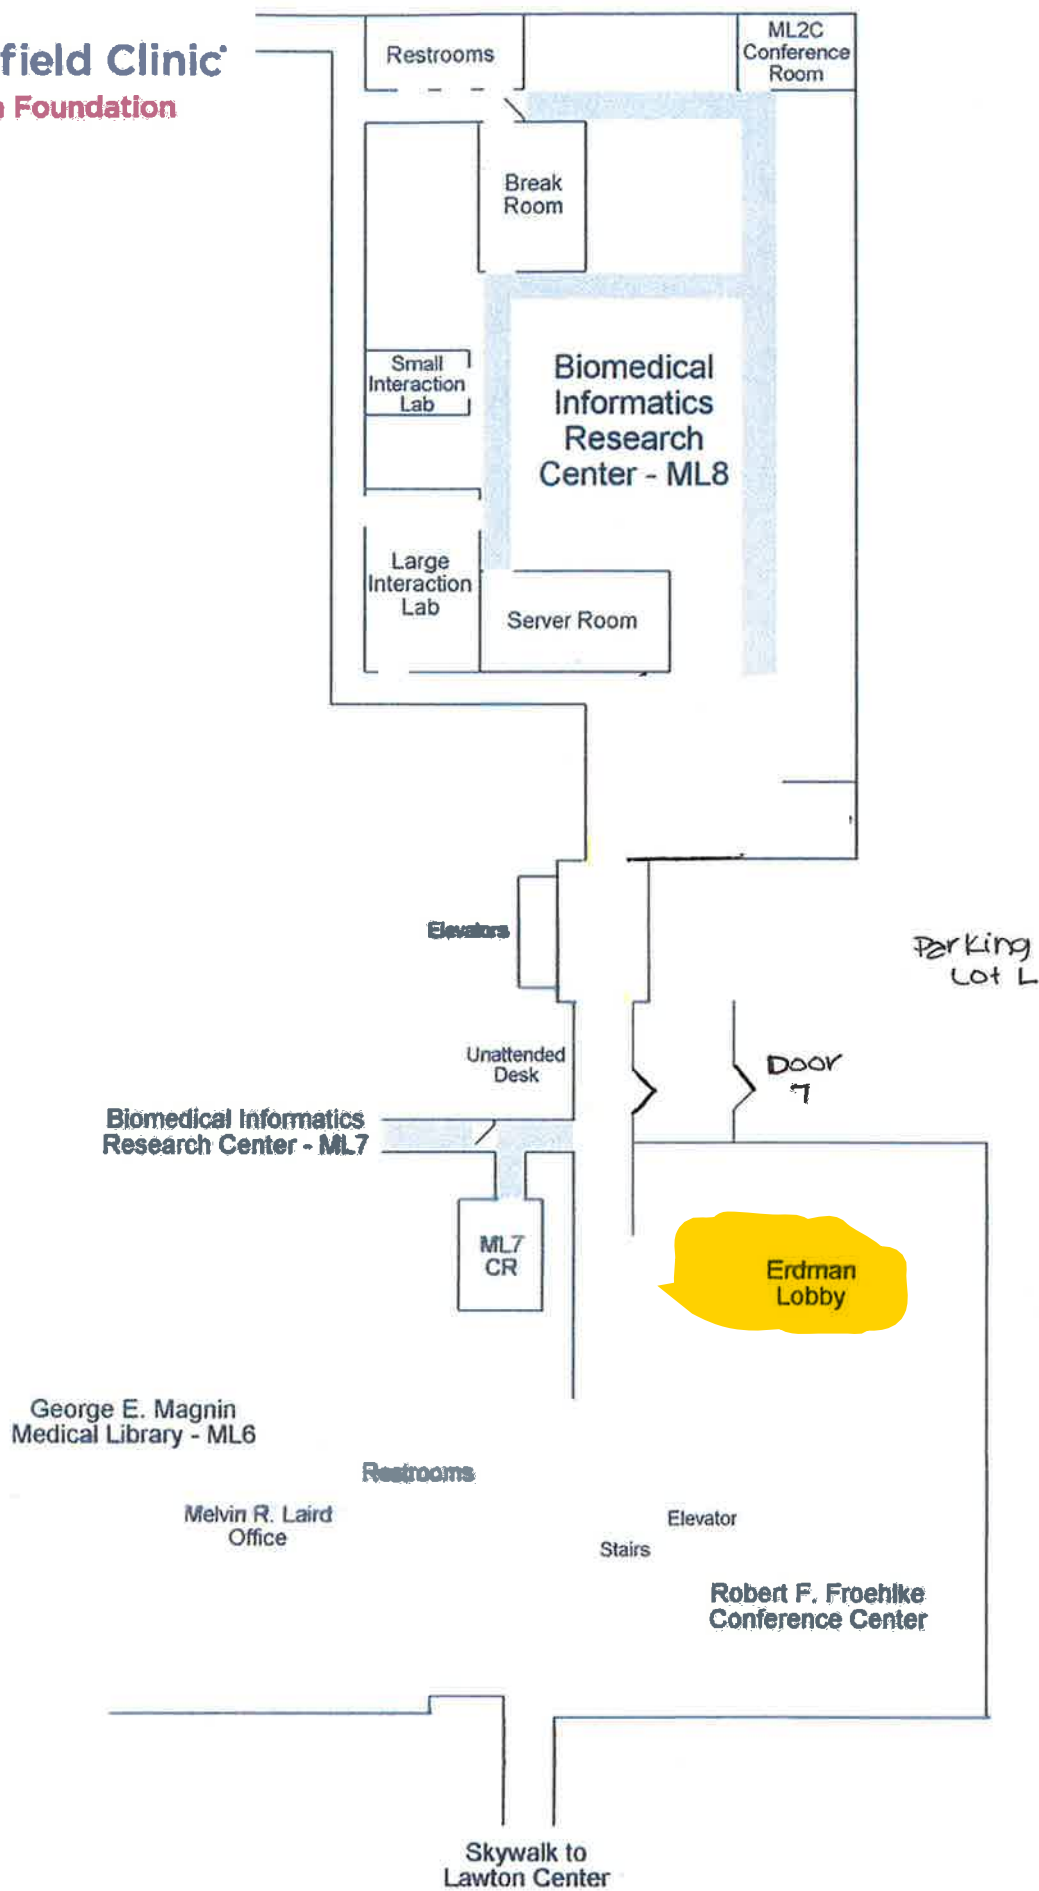 field Clinic
Foundation
Restrooms
ML2C
Conference
Room
Break
Room
Small
Interaction
Lab
Biomedical
Informatics
Research
Center - ML8
Large
Interaction
Lab
Server Room
Elevators
Parking
Lot L
Unattended
Desk
Door
7
Biomedical Informatics
Research Center - ML7
ML7
CR
Erdman
Lobby
George E. Magnin
Medical Library - ML6
Restrooms
Melvin R. Laird
Office
Elevator
Stairs
Robert F. Froehlke
Conference Center
Skywalk to
Lawton Center